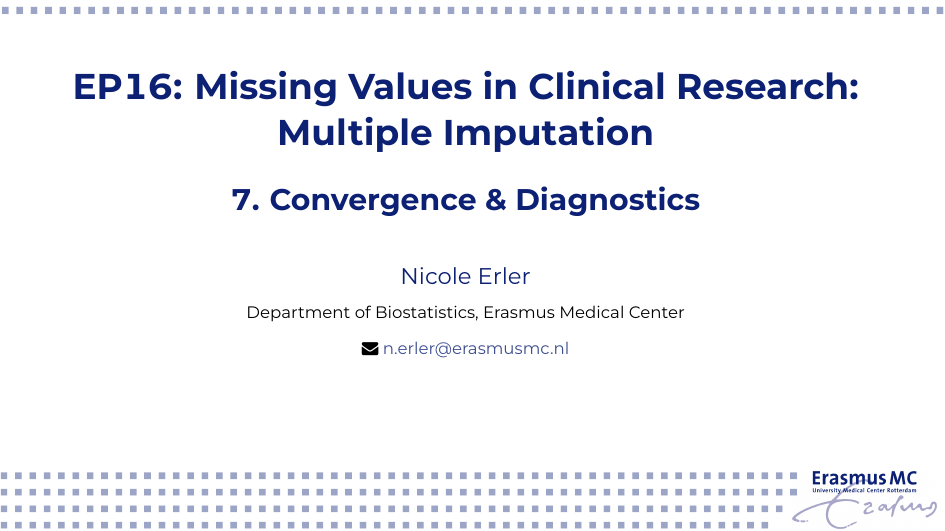 EP16: Missing Values in Clinical Research:
Multiple Imputation
7. Convergence & Diagnostics
Nicole Erler
Department of Biostatistics, Erasmus Medical Center
n.erler@erasmusmc.nl
Erasmus MC
University Medical Center Rotterdam
Erasmus